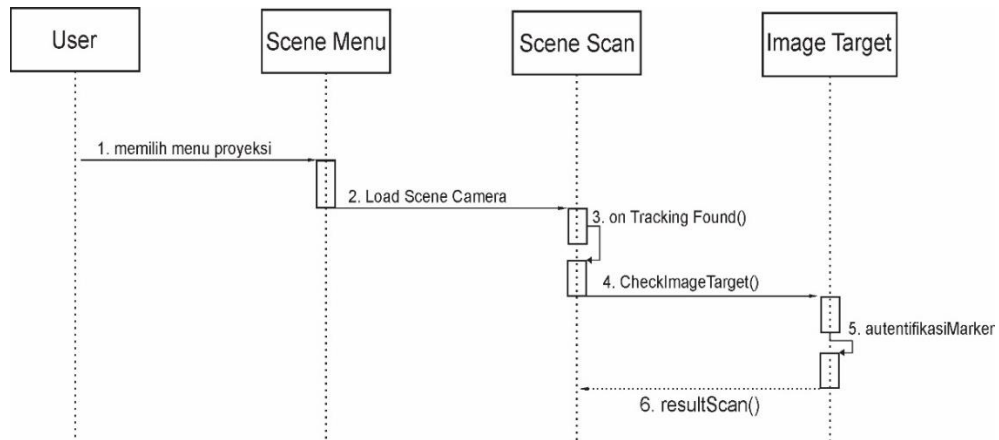 User
Scene Menu
Scene Scan
Image Target
1. memilih menu proyeksi
2. Load Scene Camera
3. on Tracking Found()
4. CheckImageTarget()
5. autentifikasiMarker
6. resultScan()